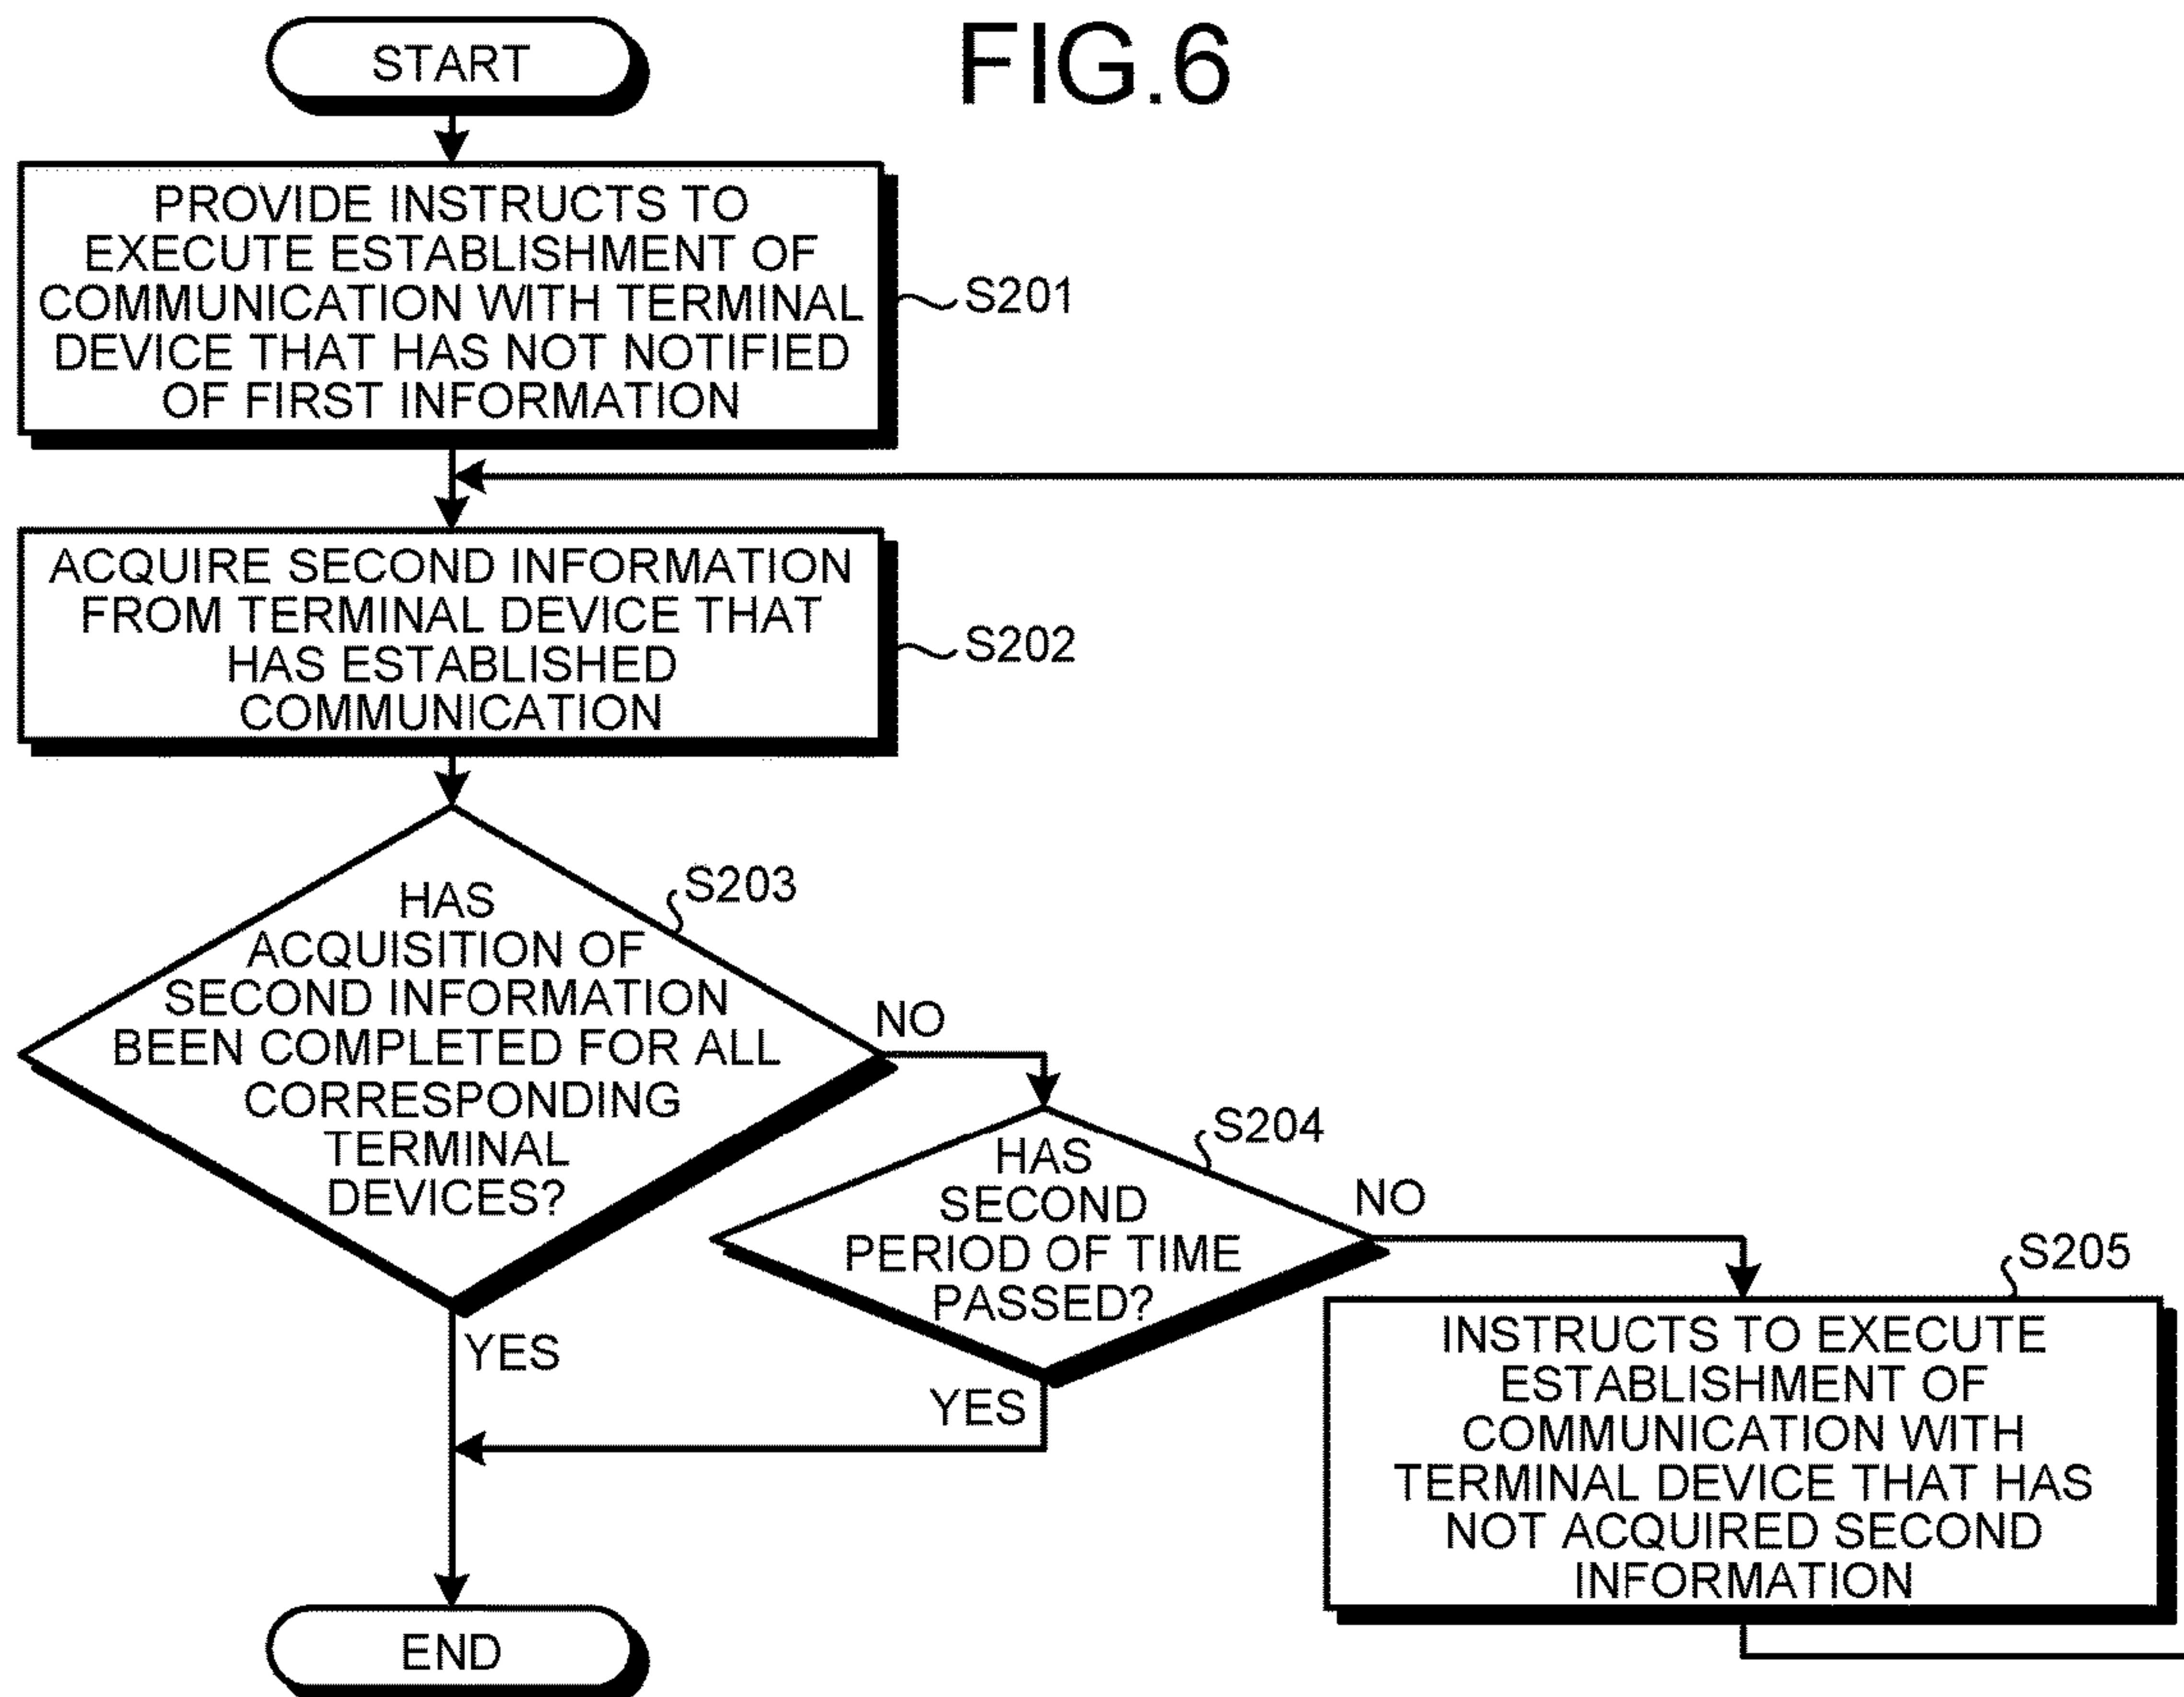 FIG.6
START
PROVIDE INSTRUCTS TO
EXECUTE ESTABLISHMENT OF
COMMUNICATION WITH TERMINAL
DEVICE THAT HAS NOT NOTIFIED
OF FIRST INFORMATION
S201
ACQUIRE SECOND INFORMATION
FROM TERMINAL DEVICE THAT
HAS ESTABLISHED
COMMUNICATION
S202
HAS
ACQUISITION OF
SECOND INFORMATION
BEEN COMPLETED FOR ALL
CORRESPONDING
TERMINAL
DEVICES?
S203
NO
YES
HAS
SECOND
PERIOD OF TIME
PASSED?
S204
NO
YES
INSTRUCTS TO EXECUTE
ESTABLISHMENT OF
COMMUNICATION WITH
TERMINAL DEVICE THAT HAS
NOT ACQUIRED SECOND
INFORMATION
S205
END